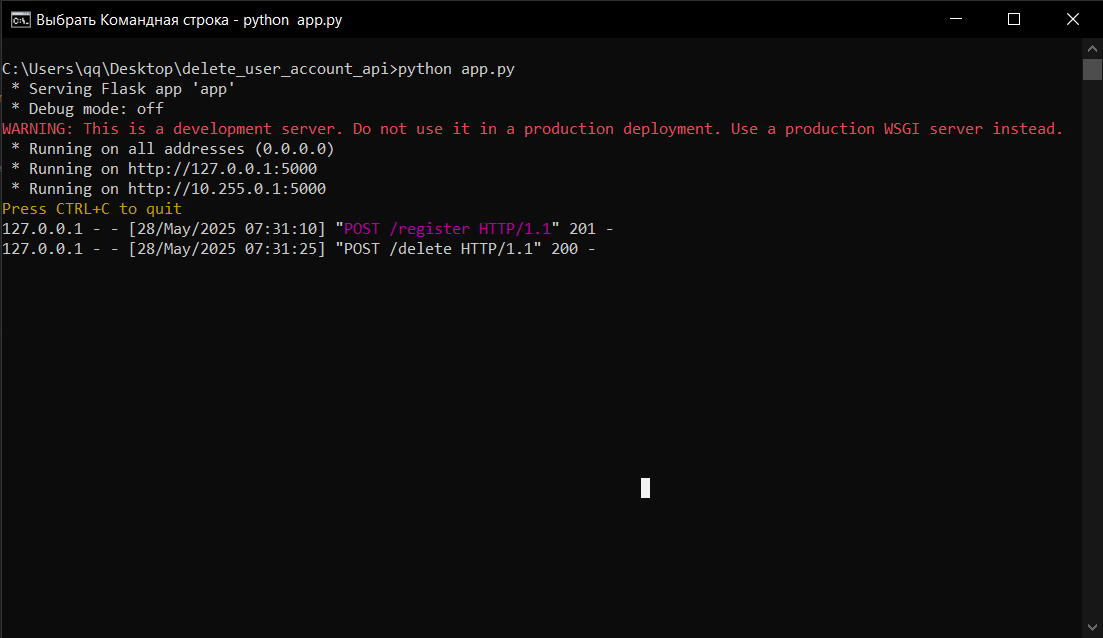 Выбрать Командная строка - python  app.py
C:\Users\qq\Desktop\delete_user_account_api>python app.py
 * Serving Flask app 'app'
 * Debug mode: off
WARNING: This is a development server. Do not use it in a production deployment. Use a production WSGI server instead.
 * Running on all addresses (0.0.0.0)
 * Running on http://127.0.0.1:5000
 * Running on http://10.255.0.1:5000
Press CTRL+C to quit
127.0.0.1 - - [28/May/2025 07:31:10] "POST /register HTTP/1.1" 201 -
127.0.0.1 - - [28/May/2025 07:31:25] "POST /delete HTTP/1.1" 200 -